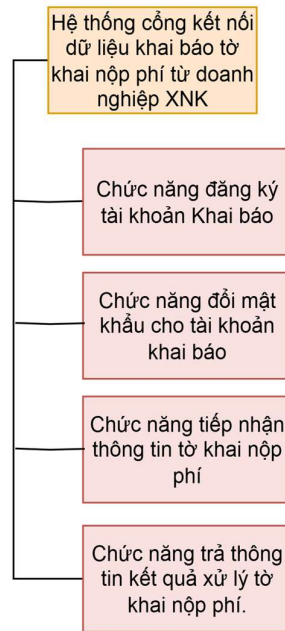 Hệ thống cổng kết nối
dữ liệu khai báo tờ
khai nộp phí từ doanh
nghiệp XNK
Chức năng đăng ký
tài khoản Khai báo
Chức năng đổi mật
khẩu cho tài khoản
khai báo
Chức năng tiếp nhận
thông tin tờ khai nộp
phí
Chức năng trả thông
tin kết quả xử lý tờ
khai nộp phí.